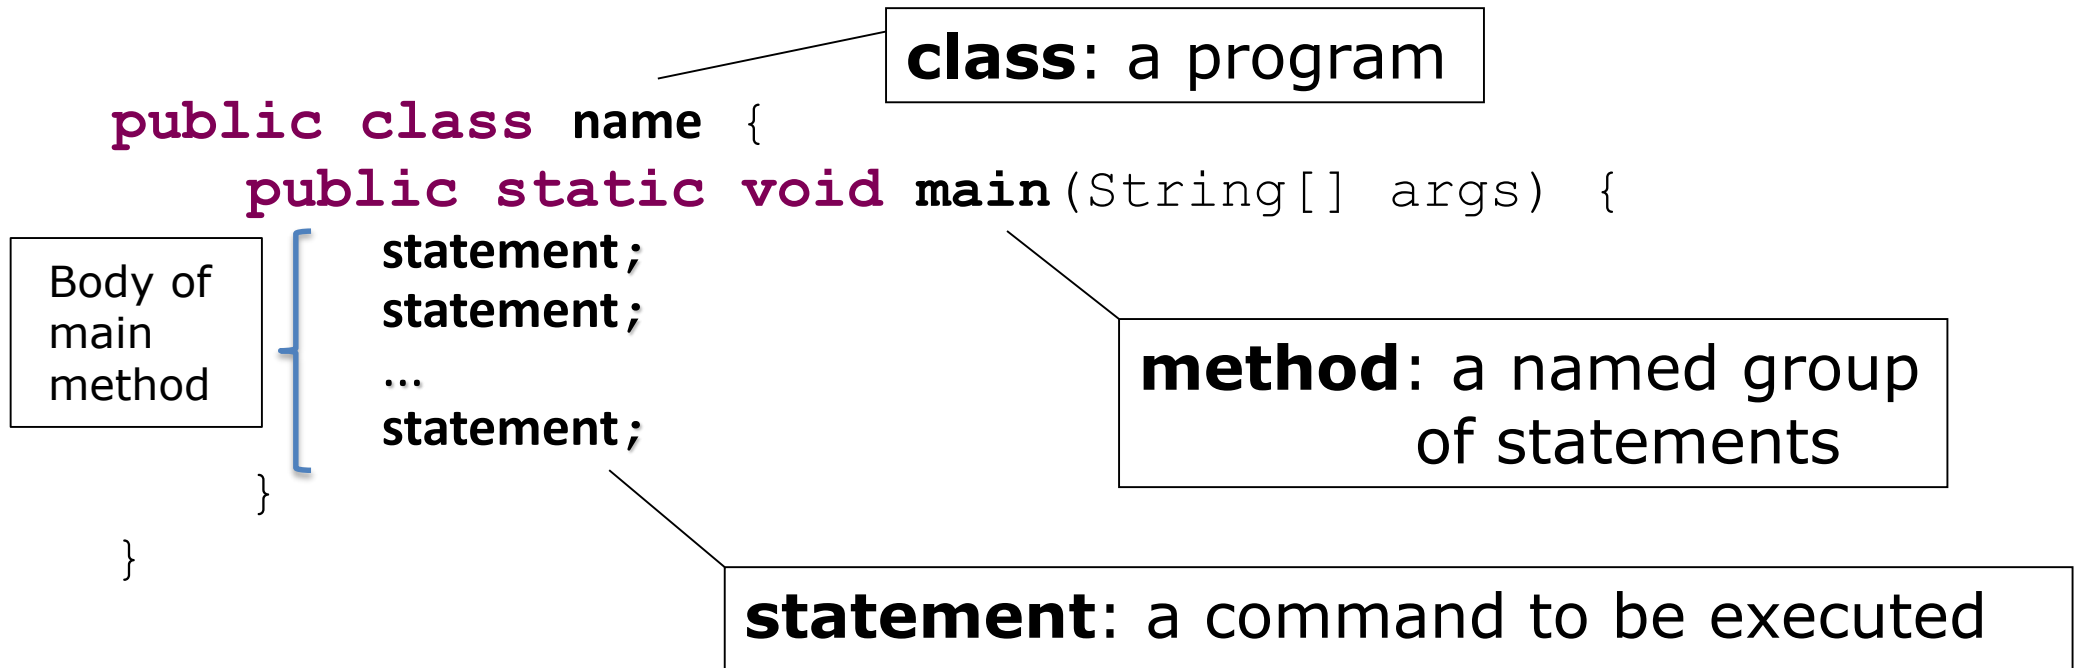 class: a program
public class name {
public static void main(String[] args) {
Body of
main
method
statement;
statement;
...
statement;
method: a named group
of statements
}
}
statement: a command to be executed